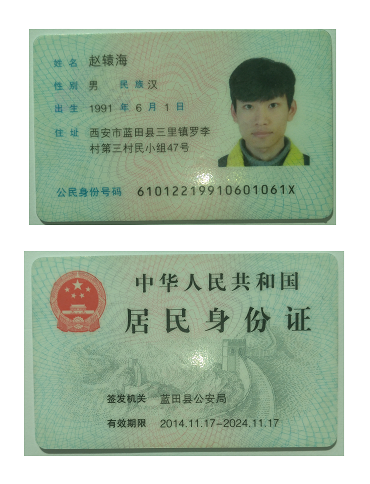 姓名 赵辕海
性别 男 民族 汉
出生 1991 年 6 月 1 日
住址 西安市蓝田县三里镇罗李
村第三村民小组47号
公民身份号码 61012219910601061X
中华人民共和国
居民身份证
签发机关 蓝田县公安局
有效期限 2014.11.17-2024.11.17